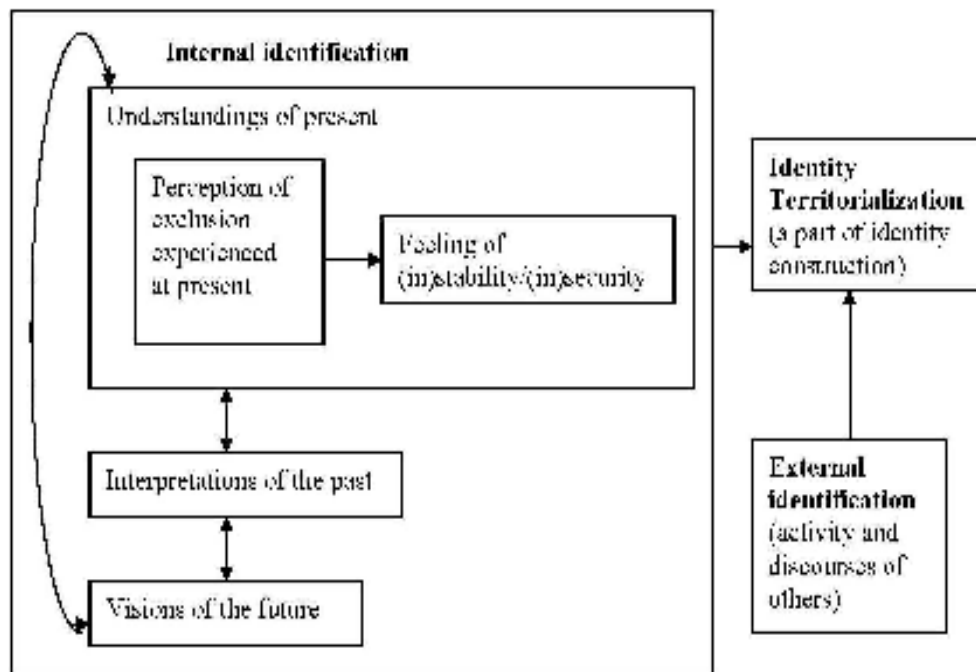 Internal identification
Understandings of present
Perception of
exclusion
experienced
at present
Feeling of
(in)stability/(in)security
Interpretations of the past
Visions of the future
Identity
Territorialization
(a part of identity
construction)
External
identification
(activity and
discourses of
others)